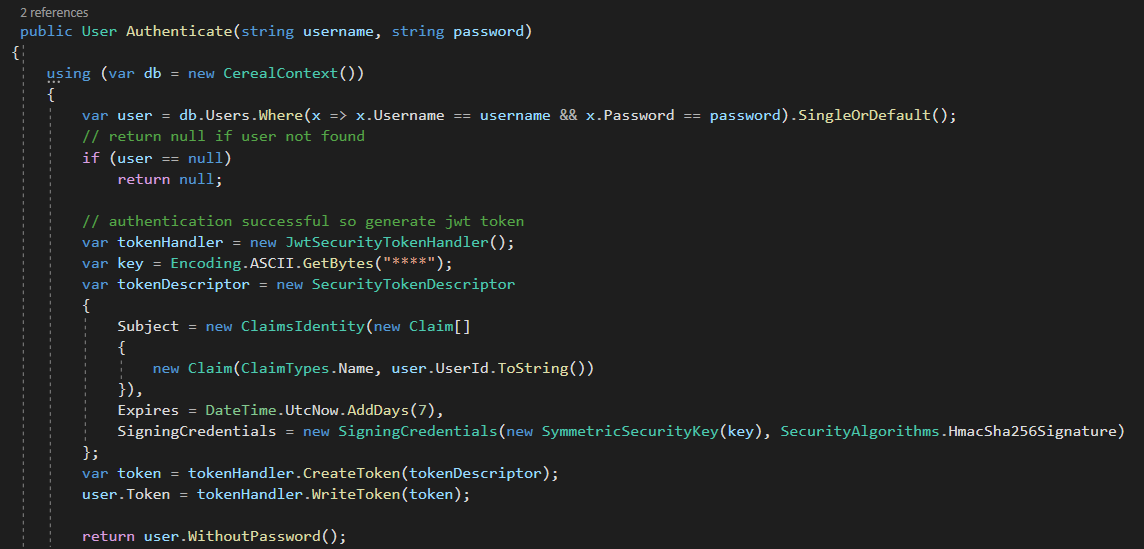 2 references
public User Authenticate(string username, string password)
{
using (var db = new CerealContext())
{
var user = db.Users.Where(x => x.Username == username && x.Password == password).SingleOrDefault();
// return null if user not found
if (user == null)
return null;
// authentication successful so generate jwt token
var tokenHandler = new JwtSecurityTokenHandler();
var key = Encoding.ASCII.GetBytes("****");
var tokenDescriptor = new SecurityTokenDescriptor
{
Subject = new ClaimsIdentity(new Claim[]
{
new Claim(ClaimTypes.Name, user.UserId.ToString())
}),
Expires = DateTime.UtcNow.AddDays(7),
SigningCredentials = new SigningCredentials(new SymmetricSecurityKey(key), SecurityAlgorithms.HmacSha256Signature)
};
var token = tokenHandler.CreateToken(tokenDescriptor);
user.Token = tokenHandler.WriteToken(token);
return user.WithoutPassword();